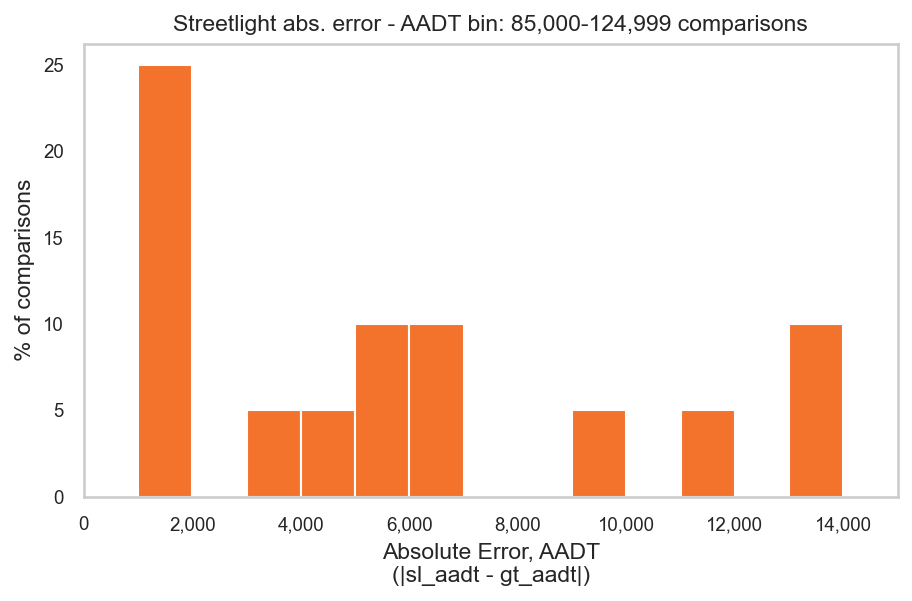 Streetlight abs. error - AADT bin: 85,000-124,999 comparisons
25
20
15
10
5
0
% of comparisons
0 2,000 4,000 6,000 8,000 10,000 12,000 14,000
Absolute Error, AADT
(|sl_aadt - gt_aadt|)